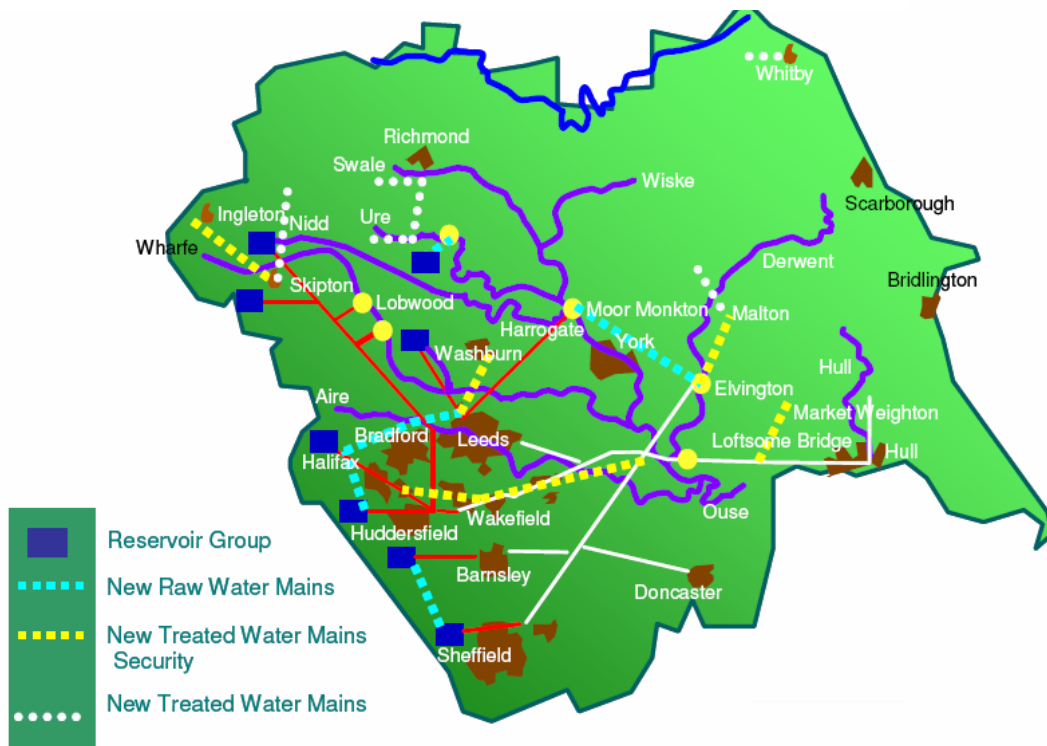 Whitby
Richmond
Swale
Wiske
Scarborough
Ingleton
Nidd
Ure
Wharfe
Derwent
Bridlington
Skipton
Lobwood
Moor Monkton
Malton
Harrogate
York
Washburn
Hull
Elvington
Aire
Market Weighton
Bradford
Leeds
Loftsome Bridge
Halifax
Hull
Ouse
Wakefield
Huddersfield
Barnsley
Doncaster
Sheffield
Reservoir Group
New Raw Water Mains
New Treated Water Mains
Security
New Treated Water Mains